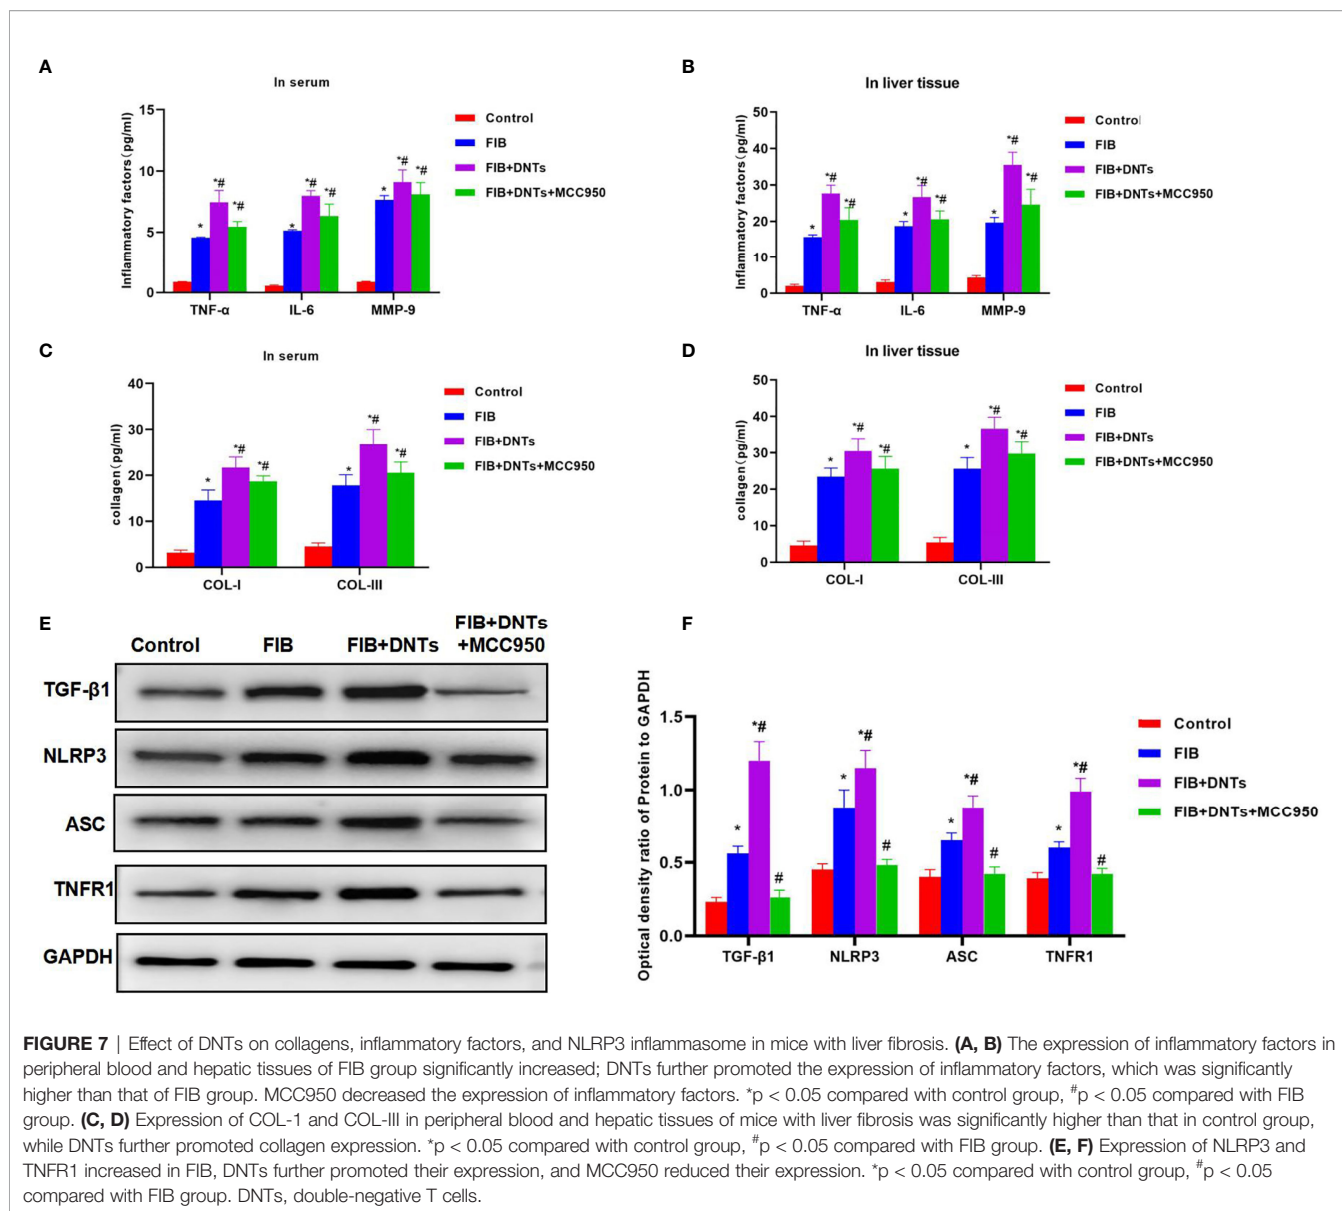 A
In serum
Inflammatory factors(pg/ml)
15
10
5
0
TNF-α IL-6 MMP-9
Control
FIB
FIB+DNTs
FIB+DNTs+MCC950
* *# *# * *# *# * *# *#
B
In liver tissue
Inflammatory factors(pg/ml)
50
40
30
20
10
0
TNF-α IL-6 MMP-9
Control
FIB
FIB+DNTs
FIB+DNTs+MCC950
* *# *# * *# *# * *# *#
C
In serum
collagen(pg/ml)
40
30
20
10
0
COL-I COL-III
Control
FIB
FIB+DNTs
FIB+DNTs+MCC950
* *# *# * *# *#
D
In liver tissue
collagen(pg/ml)
50
40
30
20
10
0
COL-I COL-III
Control
FIB
FIB+DNTs
FIB+DNTs+MCC950
* *# *# * *# *#
E
Control FIB FIB+DNTs FIB+DNTs
+MCC950
TGF-β1
NLRP3
ASC
TNFR1
GAPDH
F
Optical density ratio of Protein to GAPDH
1.5
1.0
0.5
0.0
TGF-β1 NLRP3 ASC TNFR1
Control
FIB
FIB+DNTs
FIB+DNTs+MCC950
* *# # * *# # * *# # * *# #
FIGURE 7 | Effect of DNTs on collagens, inflammatory factors, and NLRP3 inflammasome in mice with liver fibrosis. (A, B) The expression of inflammatory factors in
peripheral blood and hepatic tissues of FIB group significantly increased; DNTs further promoted the expression of inflammatory factors, which was significantly
higher than that of FIB group. MCC950 decreased the expression of inflammatory factors. *p < 0.05 compared with control group, #p < 0.05 compared with FIB
group. (C, D) Expression of COL-1 and COL-III in peripheral blood and hepatic tissues of mice with liver fibrosis was significantly higher than that in control group,
while DNTs further promoted collagen expression. *p < 0.05 compared with control group, #p < 0.05 compared with FIB group. (E, F) Expression of NLRP3 and
TNFR1 increased in FIB, DNTs further promoted their expression, and MCC950 reduced their expression. *p < 0.05 compared with control group, #p < 0.05
compared with FIB group. DNTs, double-negative T cells.